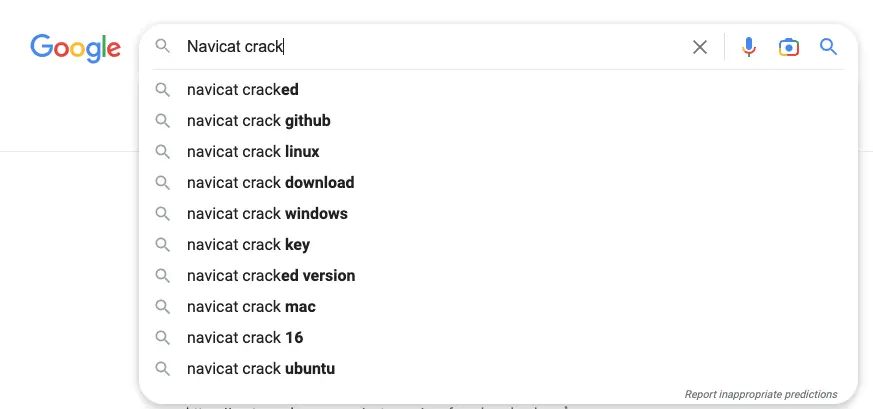 Google
Navicat crack
navicat cracked
navicat crack github
navicat crack linux
navicat crack download
navicat crack windows
navicat crack key
navicat cracked version
navicat crack mac
navicat crack 16
navicat crack ubuntu
Report inappropriate predictions